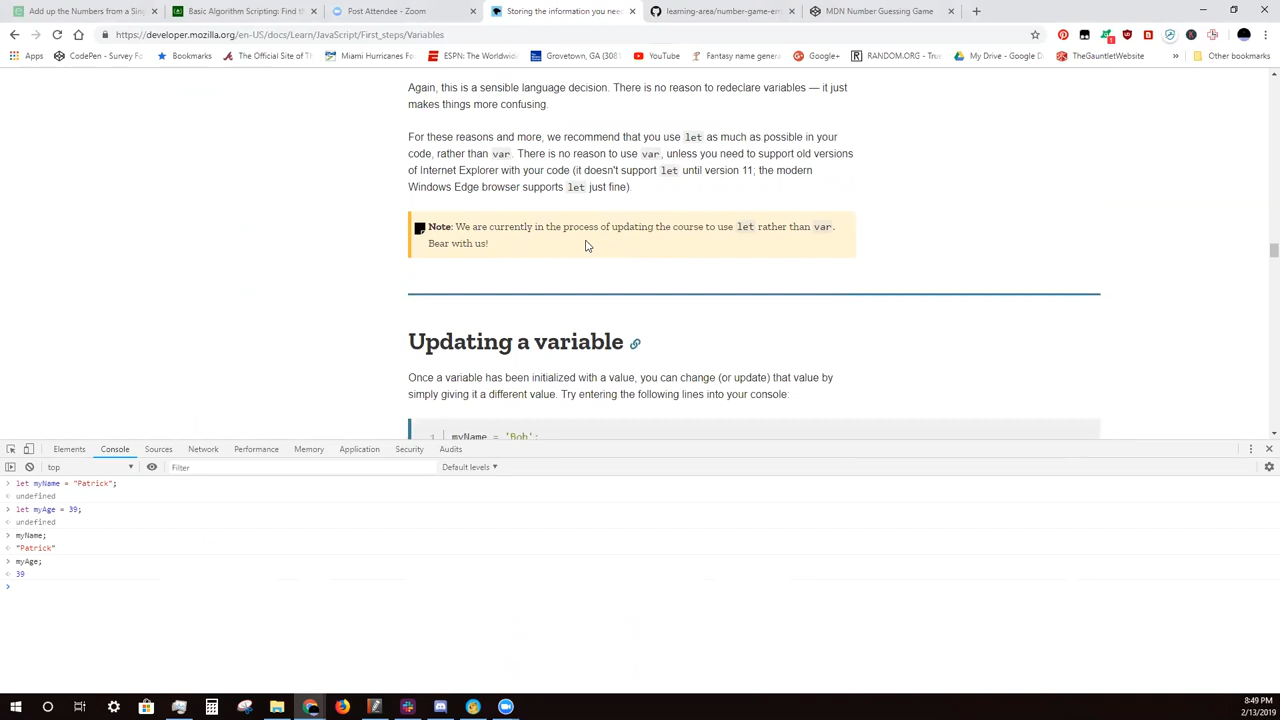 Add up the Numbers from a Sin
Basic Algorithm Scripting: Find th
Post Attendee - Zoom
Storing the information you nee
learning-area/number-game-err
MDN Number Guessing Game
https://developer.mozilla.org/en-US/docs/Learn/JavaScript/First_steps/Variables
Apps
CodePen - Survey Fo
Bookmarks
The Official Site of T
Miami Hurricanes Fo
ESPN: The Worldwid
Grovetown, GA (308
YouTube
Fantasy name genera
Google+
RANDOM.ORG - True
My Drive - Google D
TheGauntletWebsite
»
Other bookmarks
Again, this is a sensible language decision. There is no reason to redeclare variables — it just
makes things more confusing.
For these reasons and more, we recommend that you use let as much as possible in your
code, rather than var. There is no reason to use var, unless you need to support old versions
of Internet Explorer with your code (it doesn't support let until version 11; the modern
Windows Edge browser supports let just fine).
Note: We are currently in the process of updating the course to use let rather than var.
Bear with us!
Updating a variable
Once a variable has been initialized with a value, you can change (or update) that value by
simply giving it a different value. Try entering the following lines into your console:
1 myName = 'Bob';
Elements Console Sources Network Performance Memory Application Security Audits
top Filter Default levels
> let myName = "Patrick";
undefined
> let myAge = 39;
undefined
> myName;
"Patrick"
> myAge;
39
>
8:49 PM
2/13/2019